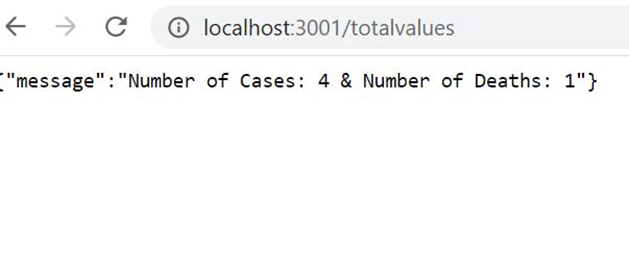 localhost:3001/totalvalues
{"message":"Number of Cases: 4 & Number of Deaths: 1"}